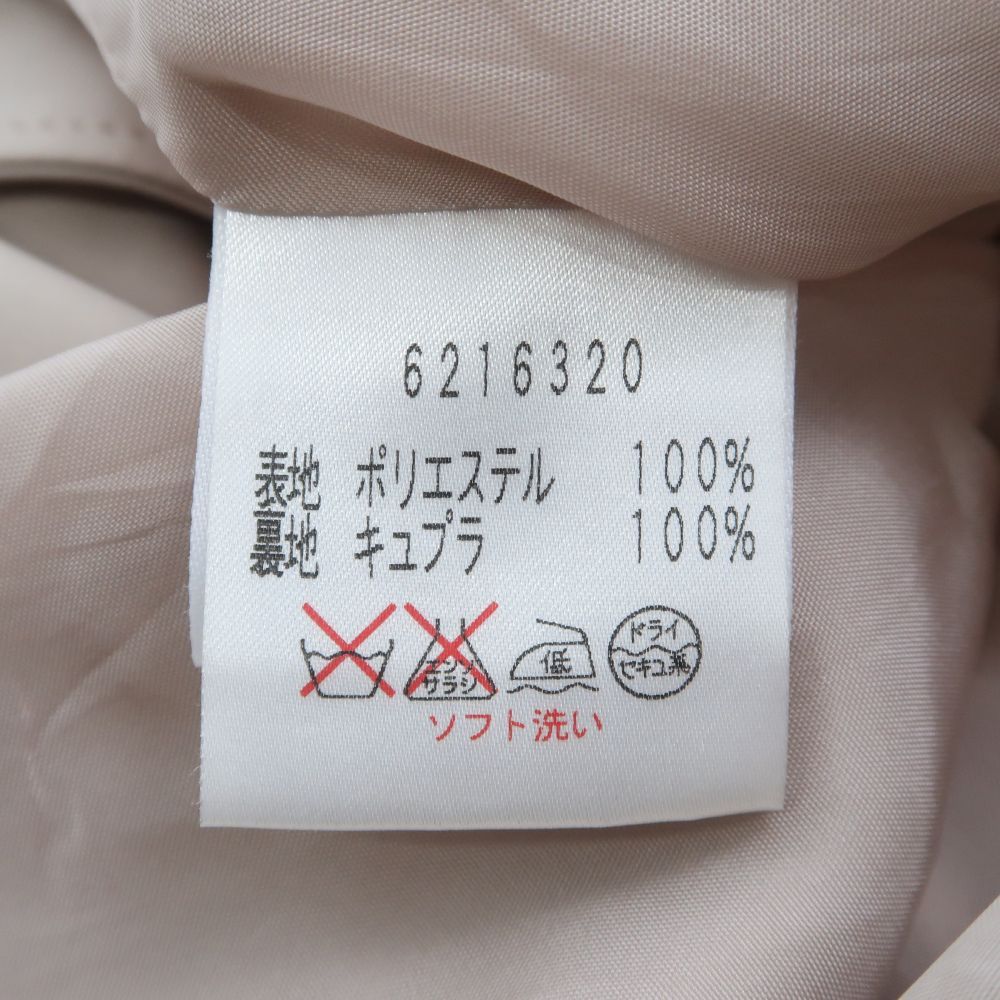 6216320
表地 ポリエステル 100%
裏地 キュプラ 100%
エンソ
サラシ
低
ドライ
セキユ系
ソフト洗い